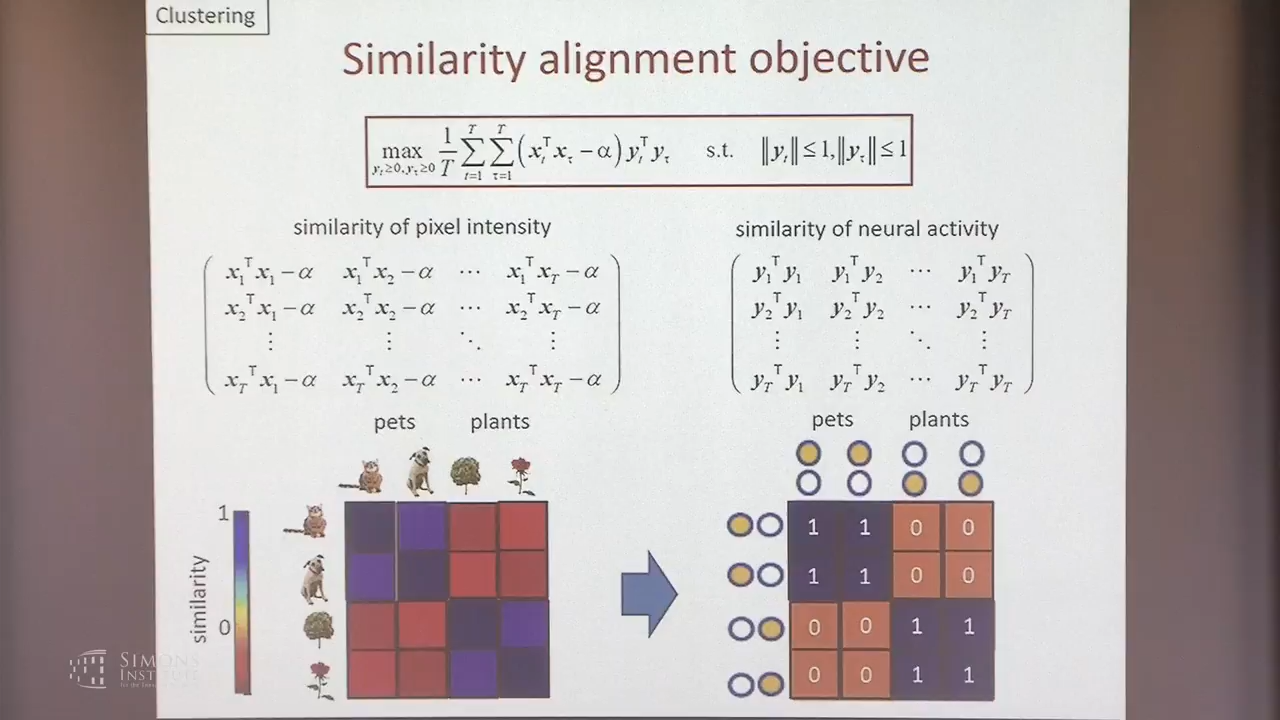 Clustering
Similarity alignment objective
max 1/T Σ Σ (x_t^T x_τ − α) y_t^T y_τ s.t. ‖y_t‖ ≤ 1, ‖y_τ‖ ≤ 1
y_t≥0, y_τ≥0 t=1 T τ=1 T
similarity of pixel intensity
x_1^T x_1 − α x_1^T x_2 − α ⋯ x_1^T x_T − α
x_2^T x_1 − α x_2^T x_2 − α ⋯ x_2^T x_T − α
⋮ ⋮ ⋱ ⋮
x_T^T x_1 − α x_T^T x_2 − α ⋯ x_T^T x_T − α
similarity of neural activity
y_1^T y_1 y_1^T y_2 ⋯ y_1^T y_T
y_2^T y_1 y_2^T y_2 ⋯ y_2^T y_T
⋮ ⋮ ⋱ ⋮
y_T^T y_1 y_T^T y_2 ⋯ y_T^T y_T
pets plants
1
similarity
0
pets plants
1 1 0 0
1 1 0 0
0 0 1 1
0 0 1 1
SIMONS
INSTITUTE